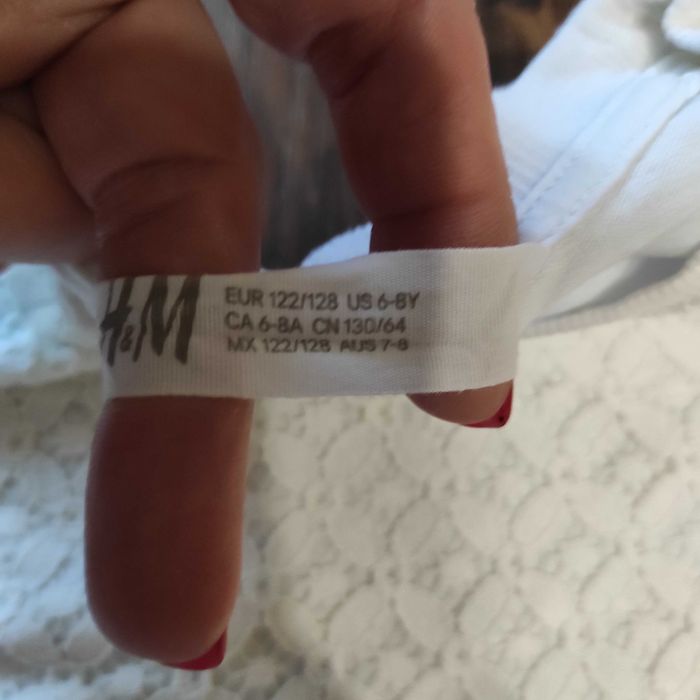 H&M
EUR 122/128 US 6-8Y
CA 6-8A CN 130/64
MX 122/128 AUS 7-8